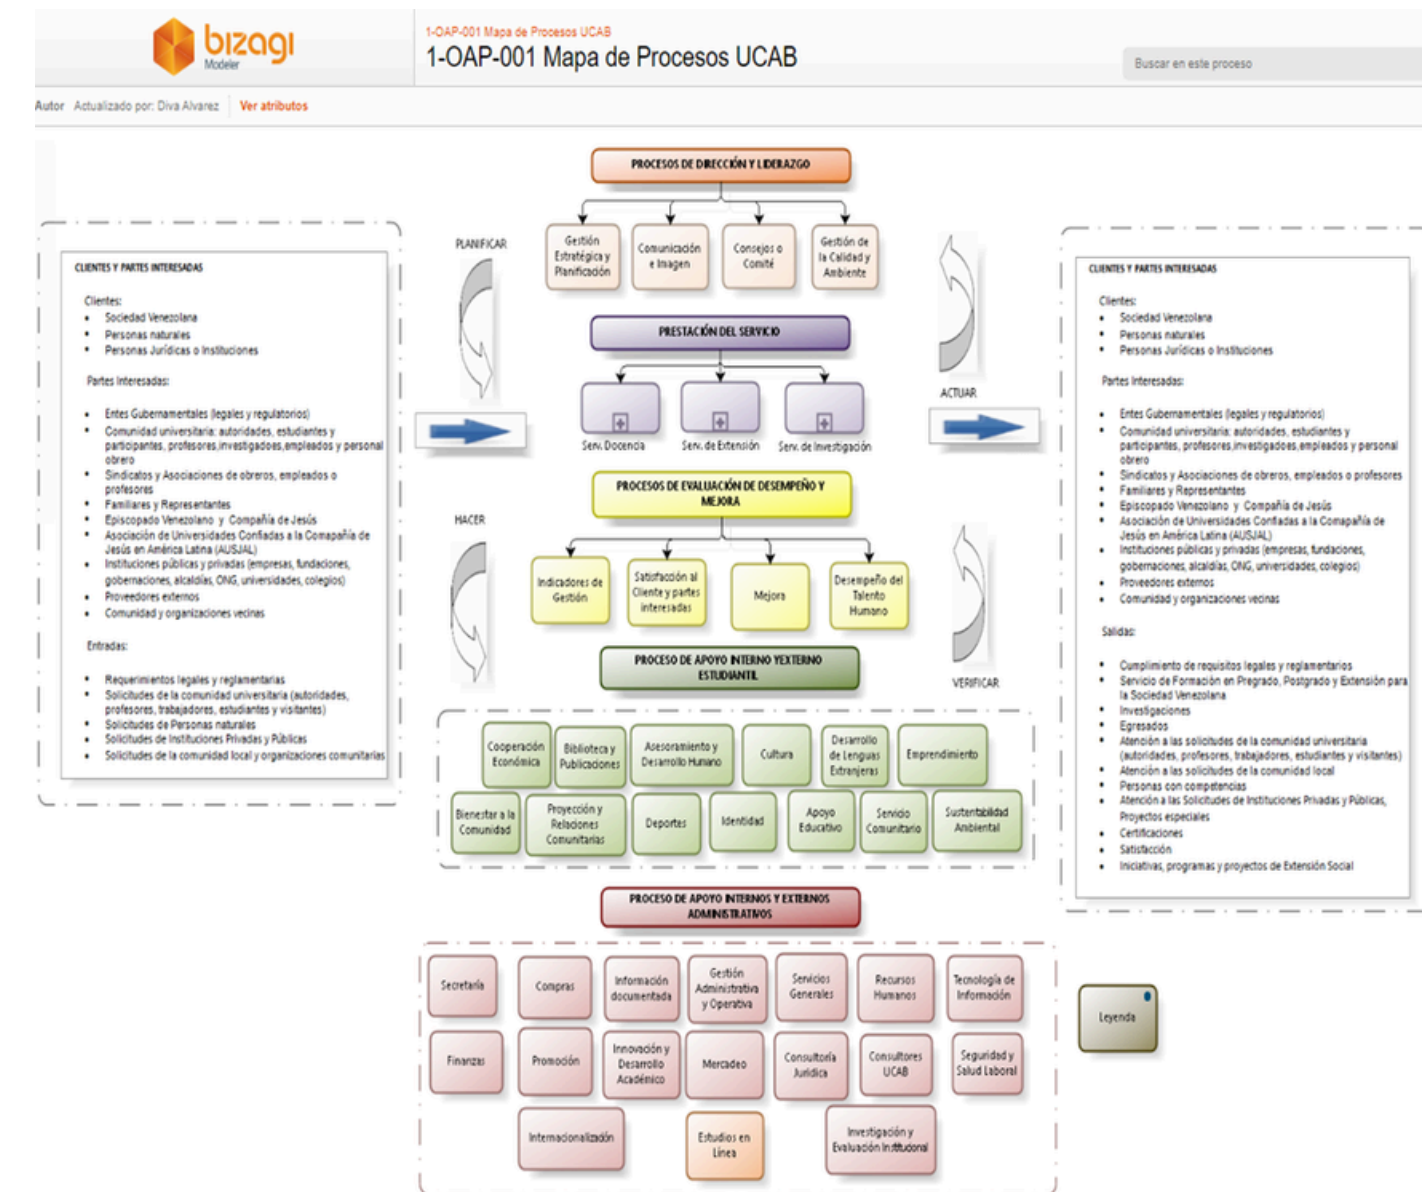 bizagi
Modeler
1-OAP-001 Mapa de Procesos UCAB
1-OAP-001 Mapa de Procesos UCAB
Buscar en este proceso
Autor Actualizado por: Diva Alvarez
Ver atributos
CLIENTES Y PARTES INTERESADAS
Clientes:
• Sociedad Venezolana
• Personas naturales
• Personas Jurídicas o Instituciones
Partes Interesadas:
• Entes Gubernamentales (legales y regulatorios)
• Comunidad universitaria: autoridades, estudiantes y
participantes, profesores,investigadoes,empleados y personal
obrero
• Sindicatos y Asociaciones de obreros, empleados o
profesores
• Familiares y Representantes
• Episcopado Venezolano y Compañía de Jesús
• Asociación de Universidades Confiadas a la Comapañía de
Jesús en América Latina (AUSJAL)
• Instituciones públicas y privadas (empresas, fundaciones,
gobernaciones, alcaldías, ONG, universidades, colegios)
• Proveedores externos
• Comunidad y organizaciones vecinas
Entradas:
• Requerimientos legales y reglamentarias
• Solicitudes de la comunidad universitaria (autoridades,
profesores, trabajadores, estudiantes y visitantes)
• Solicitudes de Personas naturales
• Solicitudes de Instituciones Privadas y Públicas
• Solicitudes de la comunidad local y organizaciones comunitarias
PLANIFICAR
HACER
PROCESOS DE DIRECCIÓN Y LIDERAZGO
Gestión
Estratégica y
Planificación
Comunicación
e Imagen
Consejos o
Comité
Gestión de
la Calidad y
Ambiente
PRESTACIÓN DEL SERVICIO
Serv. Docencia
Serv. de Extensión
Serv. de Investigación
PROCESOS DE EVALUACIÓN DE DESEMPEÑO Y
MEJORA
Indicadores de
Gestión
Satisfacción al
Cliente y partes
interesadas
Mejora
Desempeño del
Talento
Humano
PROCESO DE APOYO INTERNO YEXTERNO
ESTUDIANTIL
Cooperación
Económica
Biblioteca y
Publicaciones
Asesoramiento y
Desarrollo Humano
Cultura
Desarrollo
de Lenguas
Extranjeras
Emprendimiento
Bienestar a la
Comunidad
Proyección y
Relaciones
Comunitarias
Deportes
Identidad
Apoyo
Educativo
Servicio
Comunitario
Sustentabilidad
Ambiental
PROCESO DE APOYO INTERNOS Y EXTERNOS
ADMINISTRATIVOS
Secretaría
Compras
Información
documentada
Gestión
Administrativa
y Operativa
Servicios
Generales
Recursos
Humanos
Tecnología de
Información
Finanzas
Promoción
Innovación y
Desarrollo
Académico
Mercadeo
Consultoría
Jurídica
Consultores
UCAB
Seguridad y
Salud Laboral
Internacionalización
Estudios en
Línea
Investigación y
Evaluación Institucional
ACTUAR
VERIFICAR
CLIENTES Y PARTES INTERESADAS
Clientes:
• Sociedad Venezolana
• Personas naturales
• Personas Jurídicas o Instituciones
Partes Interesadas:
• Entes Gubernamentales (legales y regulatorios)
• Comunidad universitaria: autoridades, estudiantes y
participantes, profesores,investigadoes,empleados y personal
obrero
• Sindicatos y Asociaciones de obreros, empleados o profesores
• Familiares y Representantes
• Episcopado Venezolano y Compañía de Jesús
• Asociación de Universidades Confiadas a la Comapañía de
Jesús en América Latina (AUSJAL)
• Instituciones públicas y privadas (empresas, fundaciones,
gobernaciones, alcaldías, ONG, universidades, colegios)
• Proveedores externos
• Comunidad y organizaciones vecinas
Salidas:
• Cumplimiento de requisitos legales y reglamentarios
• Servicio de Formación en Pregrado, Postgrado y Extensión para
la Sociedad Venezolana
• Investigaciones
• Egresados
• Atención a las solicitudes de la comunidad universitaria
(autoridades, profesores, trabajadores, estudiantes y visitantes)
• Atención a las solicitudes de la comunidad local
• Personas con competencias
• Atención a las Solicitudes de Instituciones Privadas y Públicas,
Proyectos especiales
• Certificaciones
• Satisfacción
• Iniciativas, programas y proyectos de Extensión Social
Leyenda